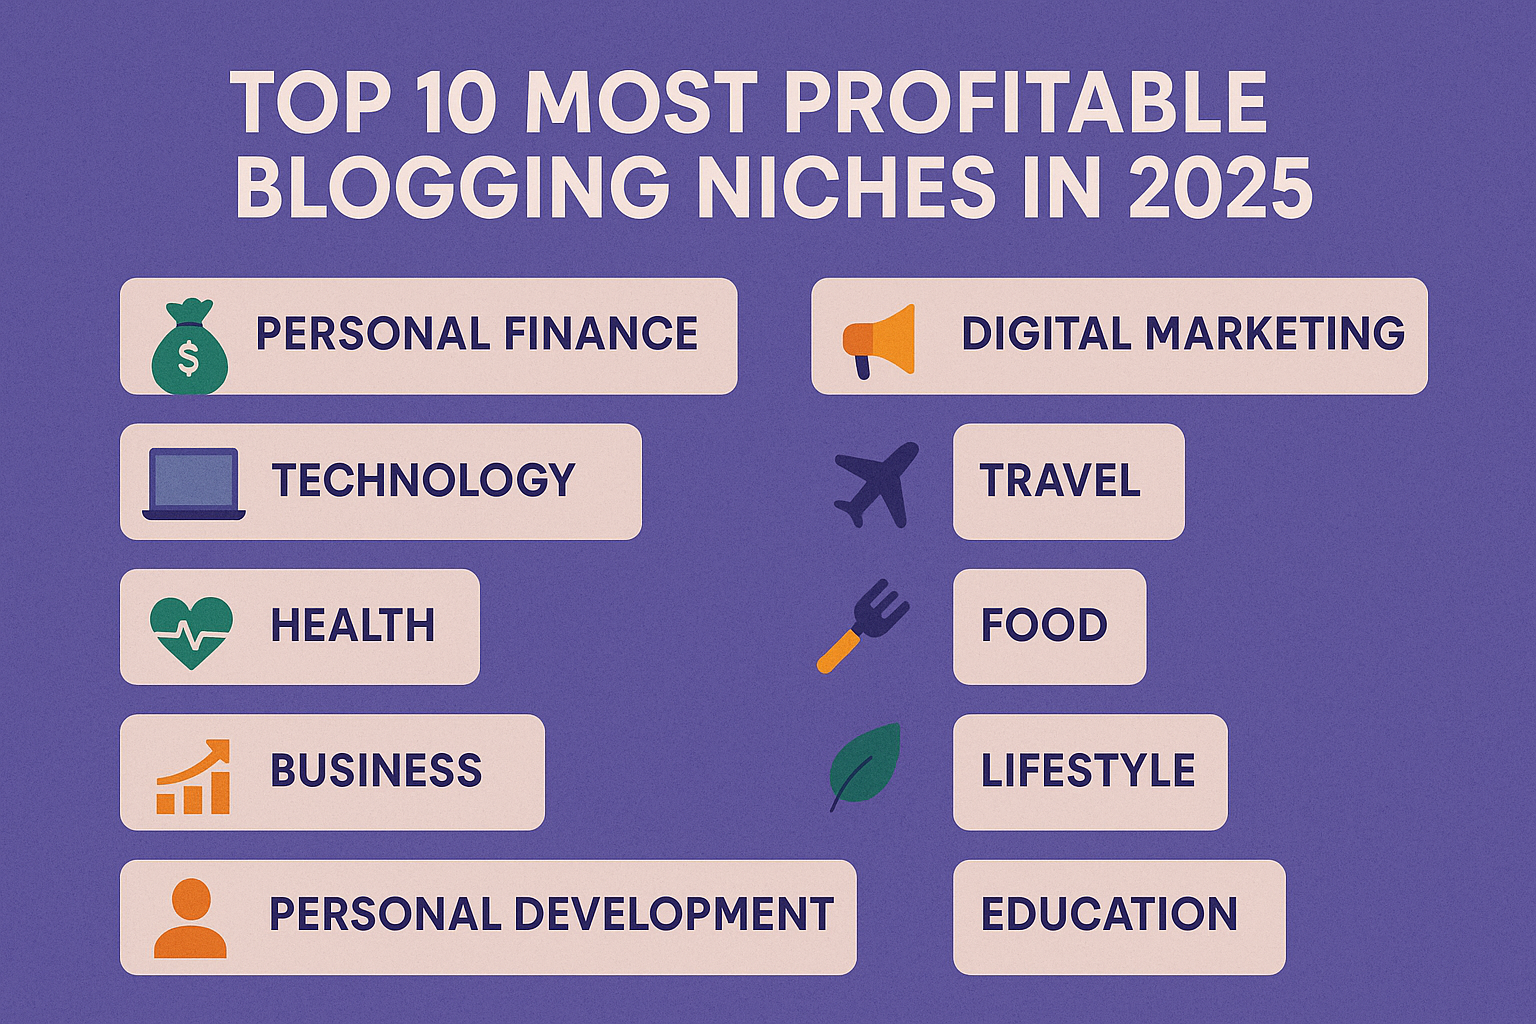 TOP 10 MOST PROFITABLE
BLOGGING NICHES IN 2025
$
PERSONAL FINANCE
DIGITAL MARKETING
TECHNOLOGY
TRAVEL
HEALTH
FOOD
BUSINESS
LIFESTYLE
PERSONAL DEVELOPMENT
EDUCATION